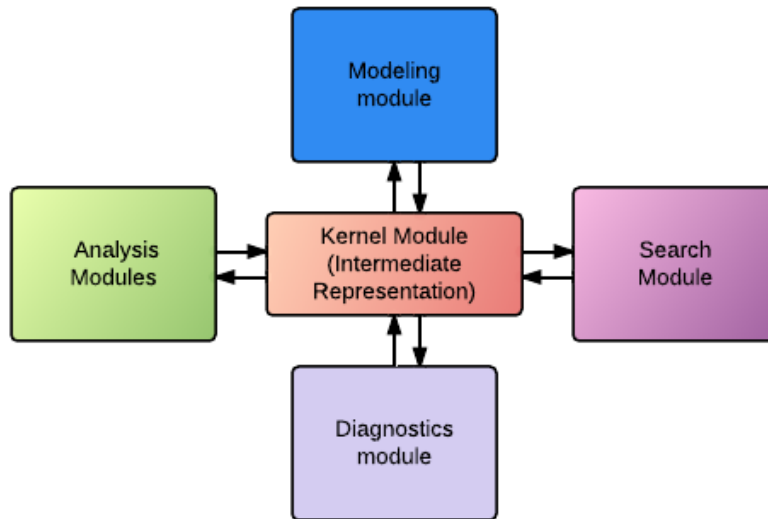 Modeling
module
Analysis
Modules
Kernel Module
(Intermediate
Representation)
Search
Module
Diagnostics
module